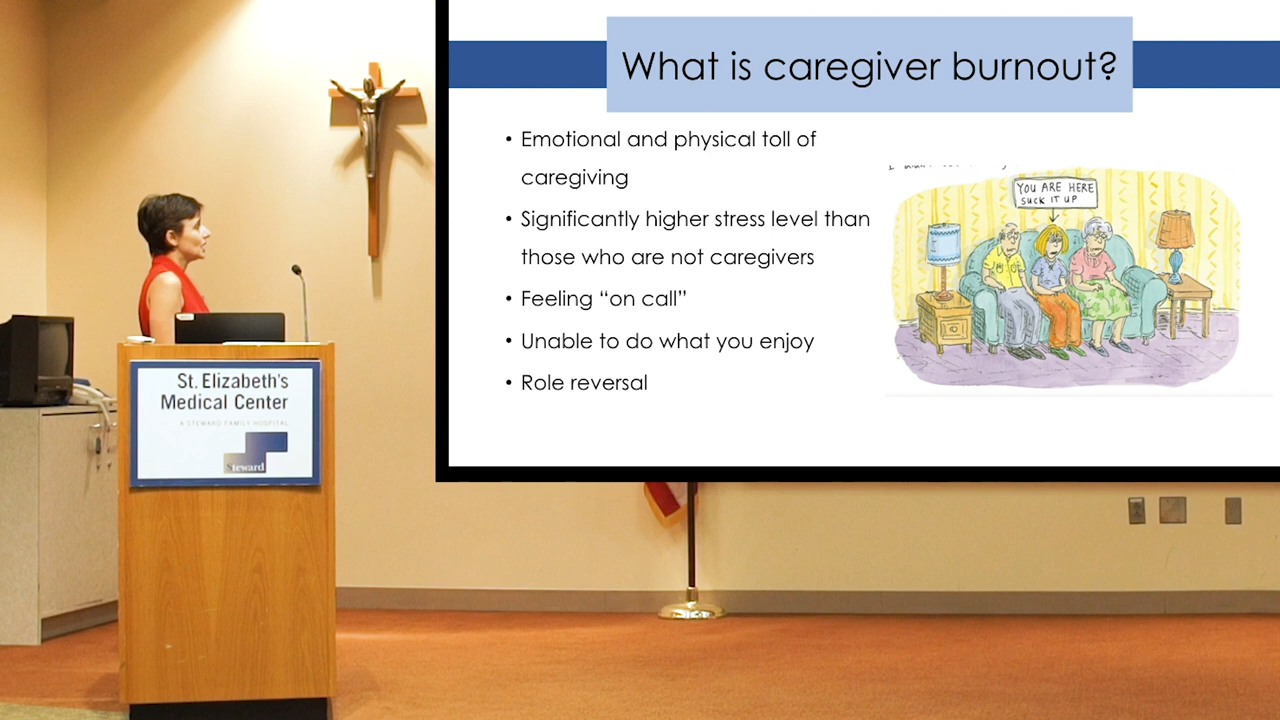 What is caregiver burnout?
• Emotional and physical toll of
caregiving
• Significantly higher stress level than
those who are not caregivers
• Feeling “on call”
• Unable to do what you enjoy
• Role reversal
YOU ARE HERE
SUCK IT UP
St. Elizabeth's
Medical Center
A STEWARD FAMILY HOSPITAL
Steward